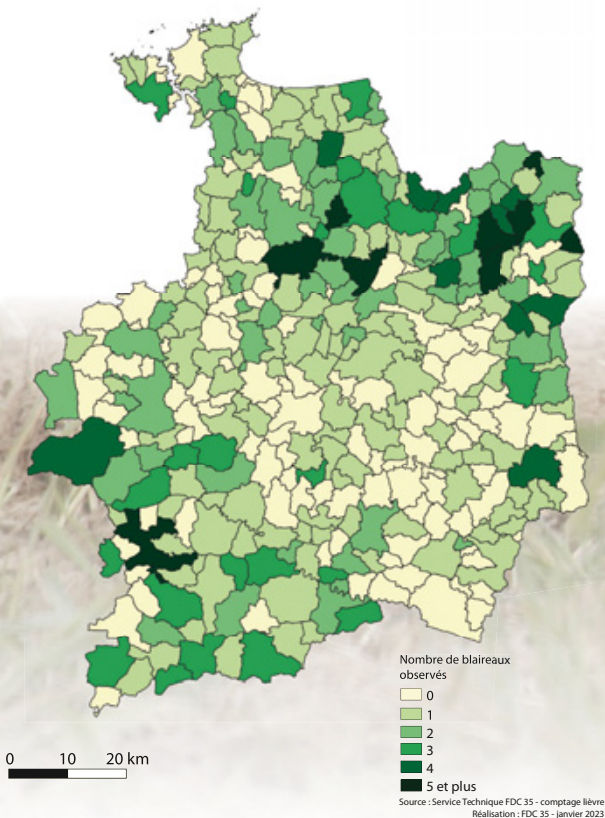 Nombre de blaireaux
observés
0
1
2
3
4
5 et plus
0 10 20 km
Source : Service Technique FDC 35 - comptage lièvre
Réalisation : FDC 35 - janvier 2023